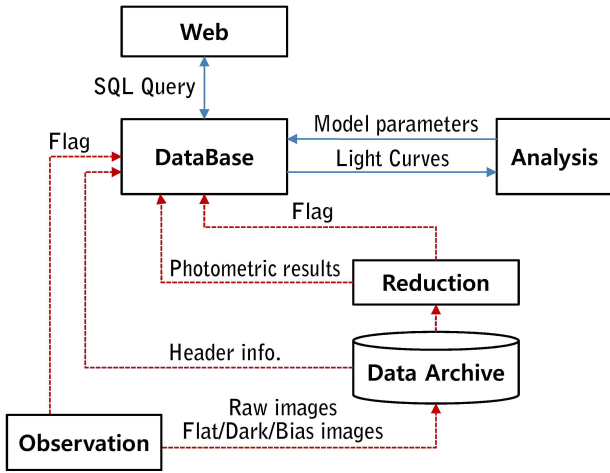 Web
SQL Query
Flag
DataBase
Model parameters
Light Curves
Analysis
Flag
Photometric results
Reduction
Header info.
Data Archive
Raw images
Flat/Dark/Bias images
Observation